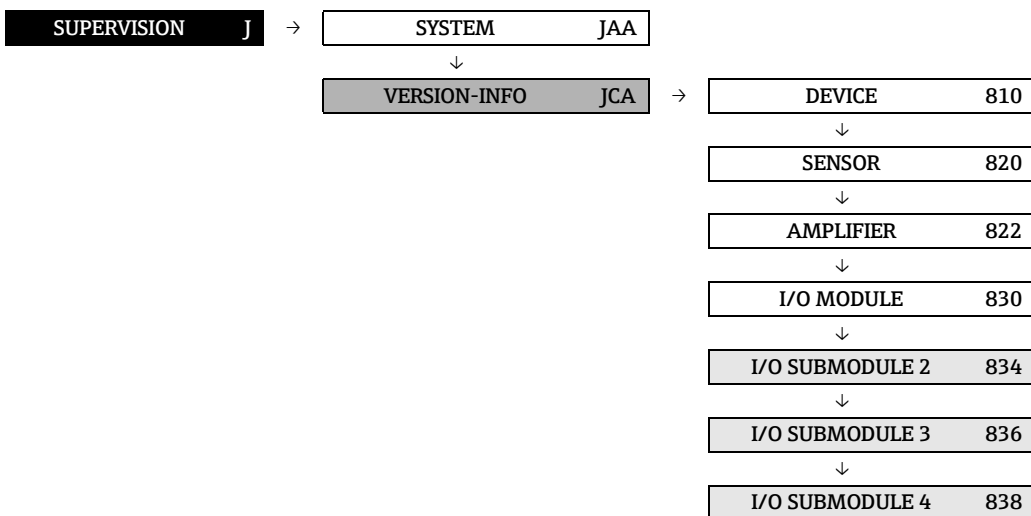 SUPERVISION J → SYSTEM JAA
↓
VERSION-INFO JCA → DEVICE 810
↓
SENSOR 820
↓
AMPLIFIER 822
↓
I/O MODULE 830
↓
I/O SUBMODULE 2 834
↓
I/O SUBMODULE 3 836
↓
I/O SUBMODULE 4 838